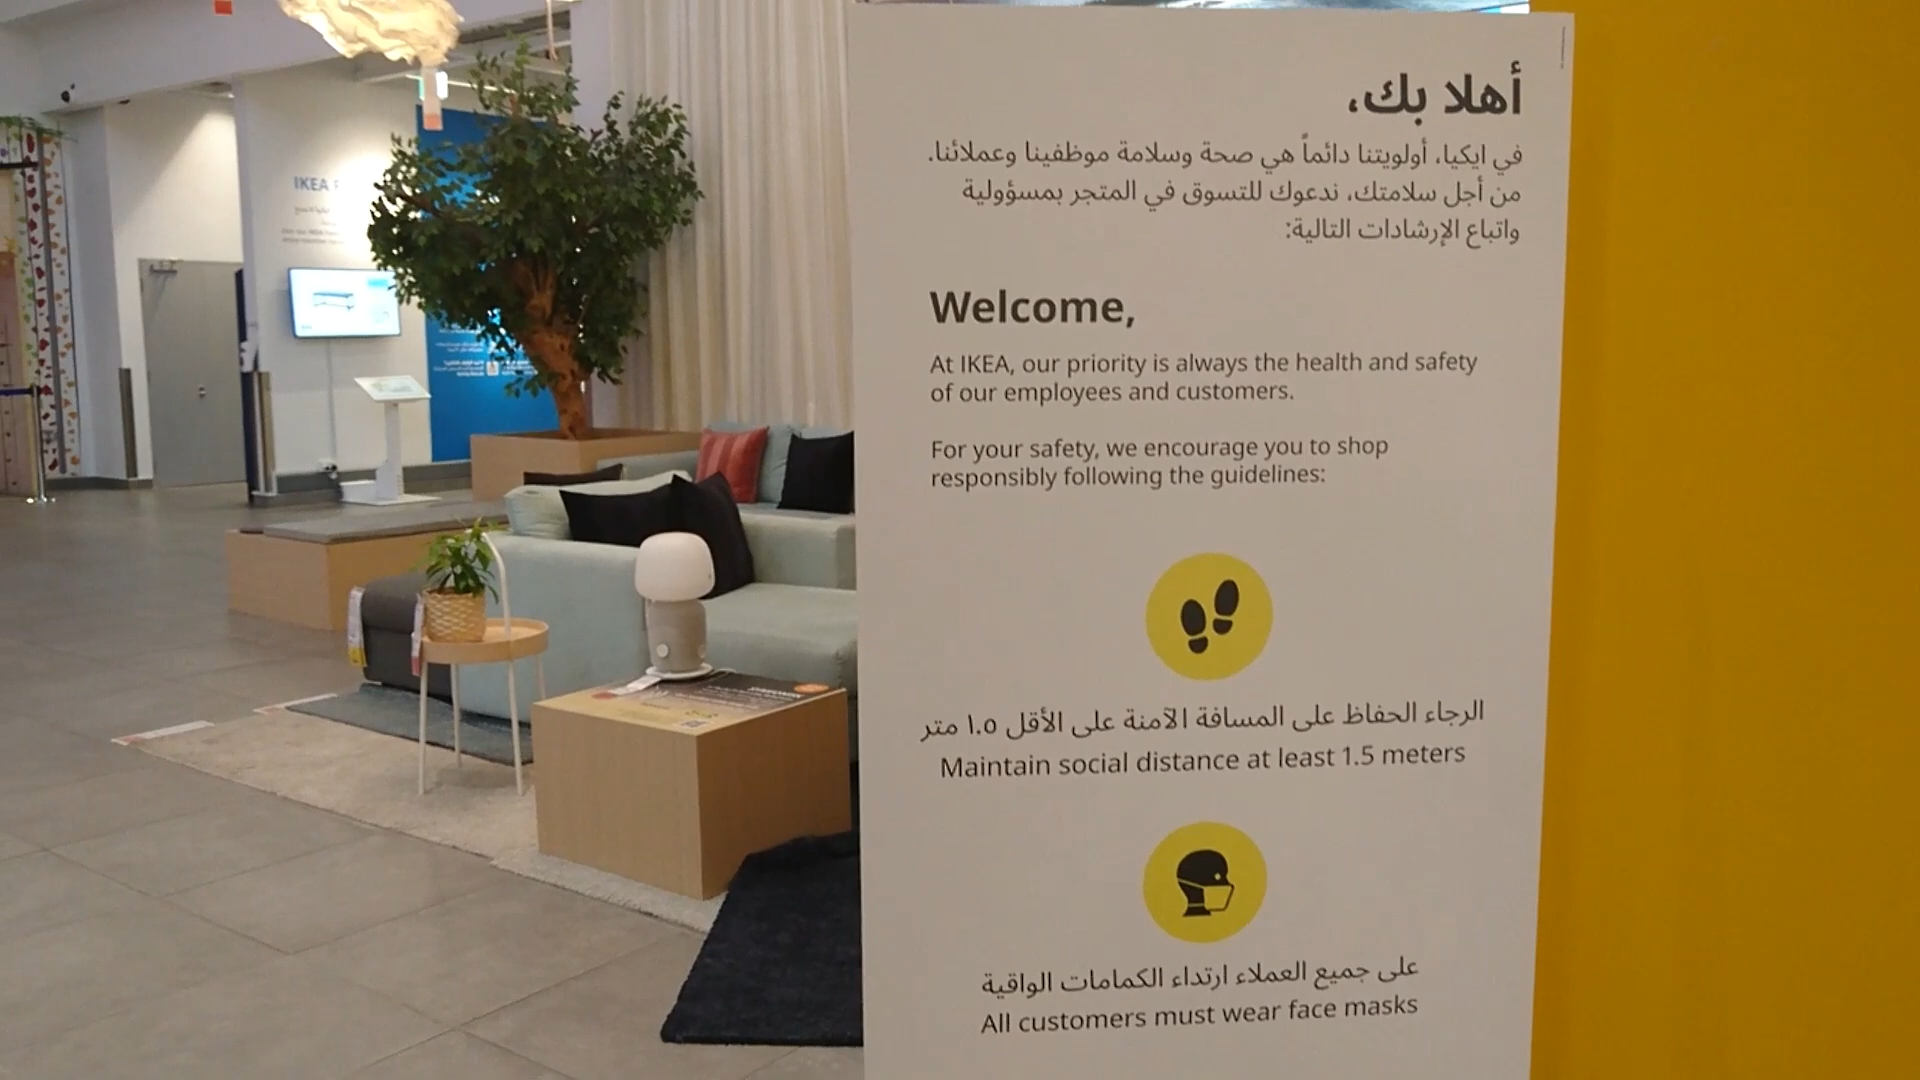 أهلا بك،
في ايكيا، أولويتنا دائماً هي صحة وسلامة موظفينا وعملائنا.
من أجل سلامتك، ندعوك للتسوق في المتجر بمسؤولية
واتباع الإرشادات التالية:
Welcome,
At IKEA, our priority is always the health and safety
of our employees and customers.
For your safety, we encourage you to shop
responsibly following the guidelines:
الرجاء الحفاظ على المسافة الآمنة على الأقل ١.٥ متر
Maintain social distance at least 1.5 meters
على جميع العملاء ارتداء الكمامات الواقية
All customers must wear face masks
IKEA